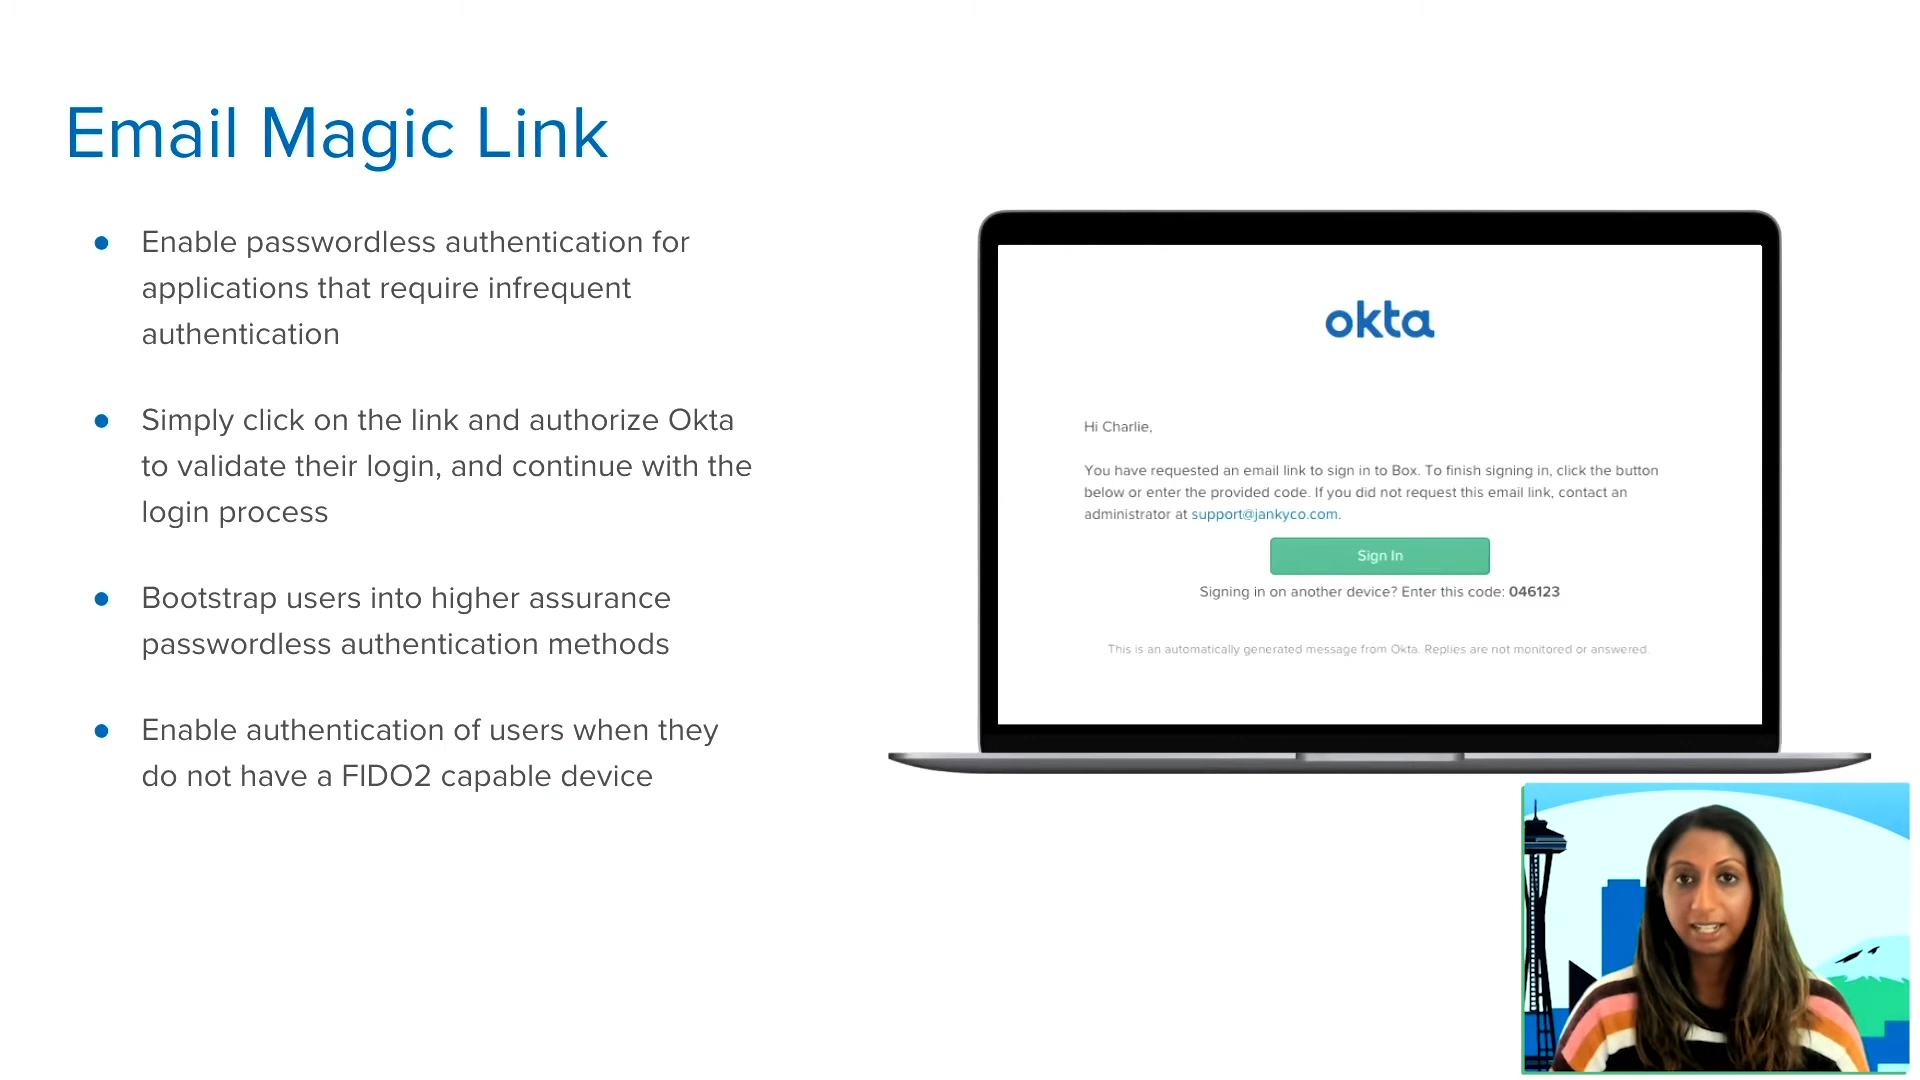 Email Magic Link
Enable passwordless authentication for
applications that require infrequent
authentication
Simply click on the link and authorize Okta
to validate their login, and continue with the
login process
Bootstrap users into higher assurance
passwordless authentication methods
Enable authentication of users when they
do not have a FIDO2 capable device
okta
Hi Charlie,
You have requested an email link to sign in to Box. To finish signing in, click the button
below or enter the provided code. If you did not request this email link, contact an
administrator at support@jankyco.com.
Sign In
Signing in on another device? Enter this code: 046123
This is an automatically generated message from Okta. Replies are not monitored or answered.